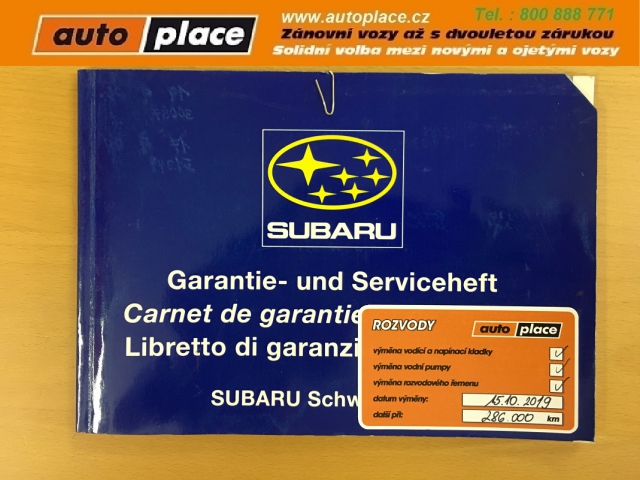 auto place
www.autoplace.cz
Tel. : 800 888 771
Zánovní vozy až s dvouletou zárukou
Solidní volba mezi novými a ojetými vozy
SUBARU
Garantie- und Serviceheft
Carnet de garantie
Libretto di garanzi
SUBARU Schw
ROZVODY
auto place
výměna vodící a napínací kladky
výměna vodní pumpy
výměna rozvodového řemenu
datum výměny: 15.10.2019
další při: 286 000 km